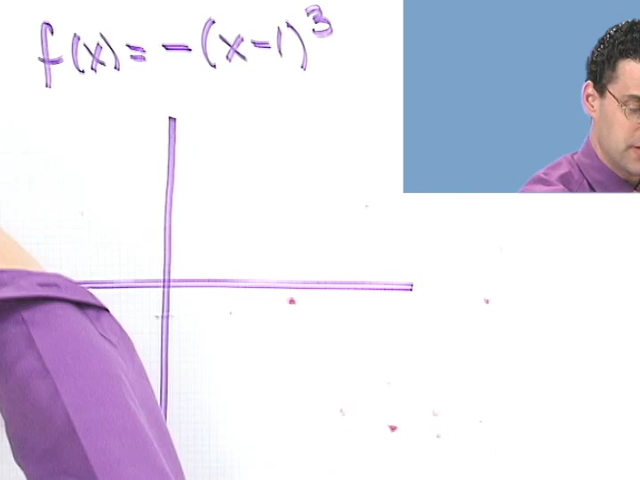 f(x) = -(x-1)³